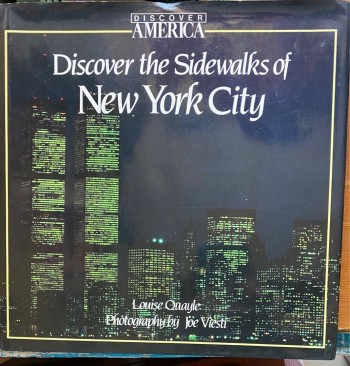 DISCOVER
AMERICA
Discover the Sidewalks of
New York City
Louise Quayle
Photography by Joe Viesti